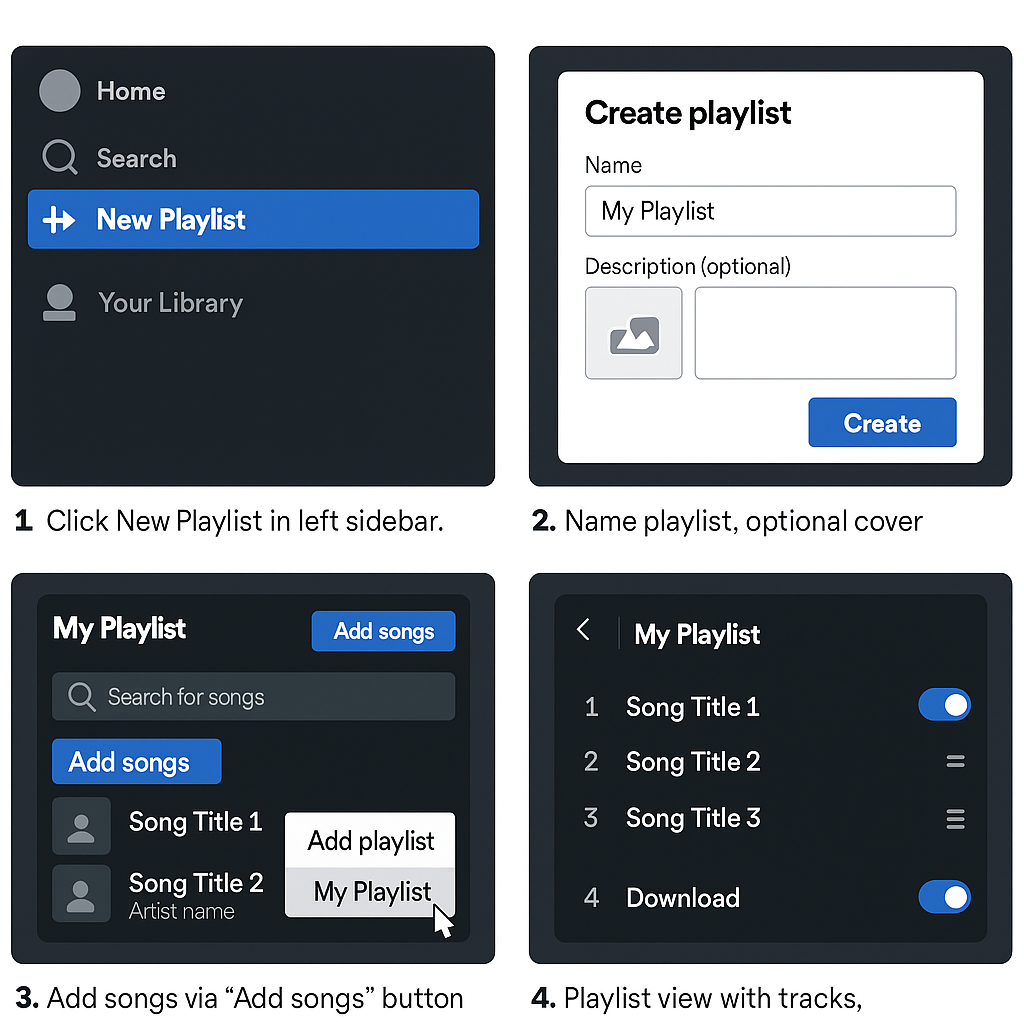 Home
Search
New Playlist
Your Library
1 Click New Playlist in left sidebar.
Create playlist
Name
My Playlist
Description (optional)
Create
2. Name playlist, optional cover
My Playlist
Add songs
Search for songs
Add songs
Song Title 1
Song Title 2
Artist name
Add playlist
My Playlist
3. Add songs via “Add songs” button
My Playlist
1 Song Title 1
2 Song Title 2
3 Song Title 3
4 Download
4. Playlist view with tracks,